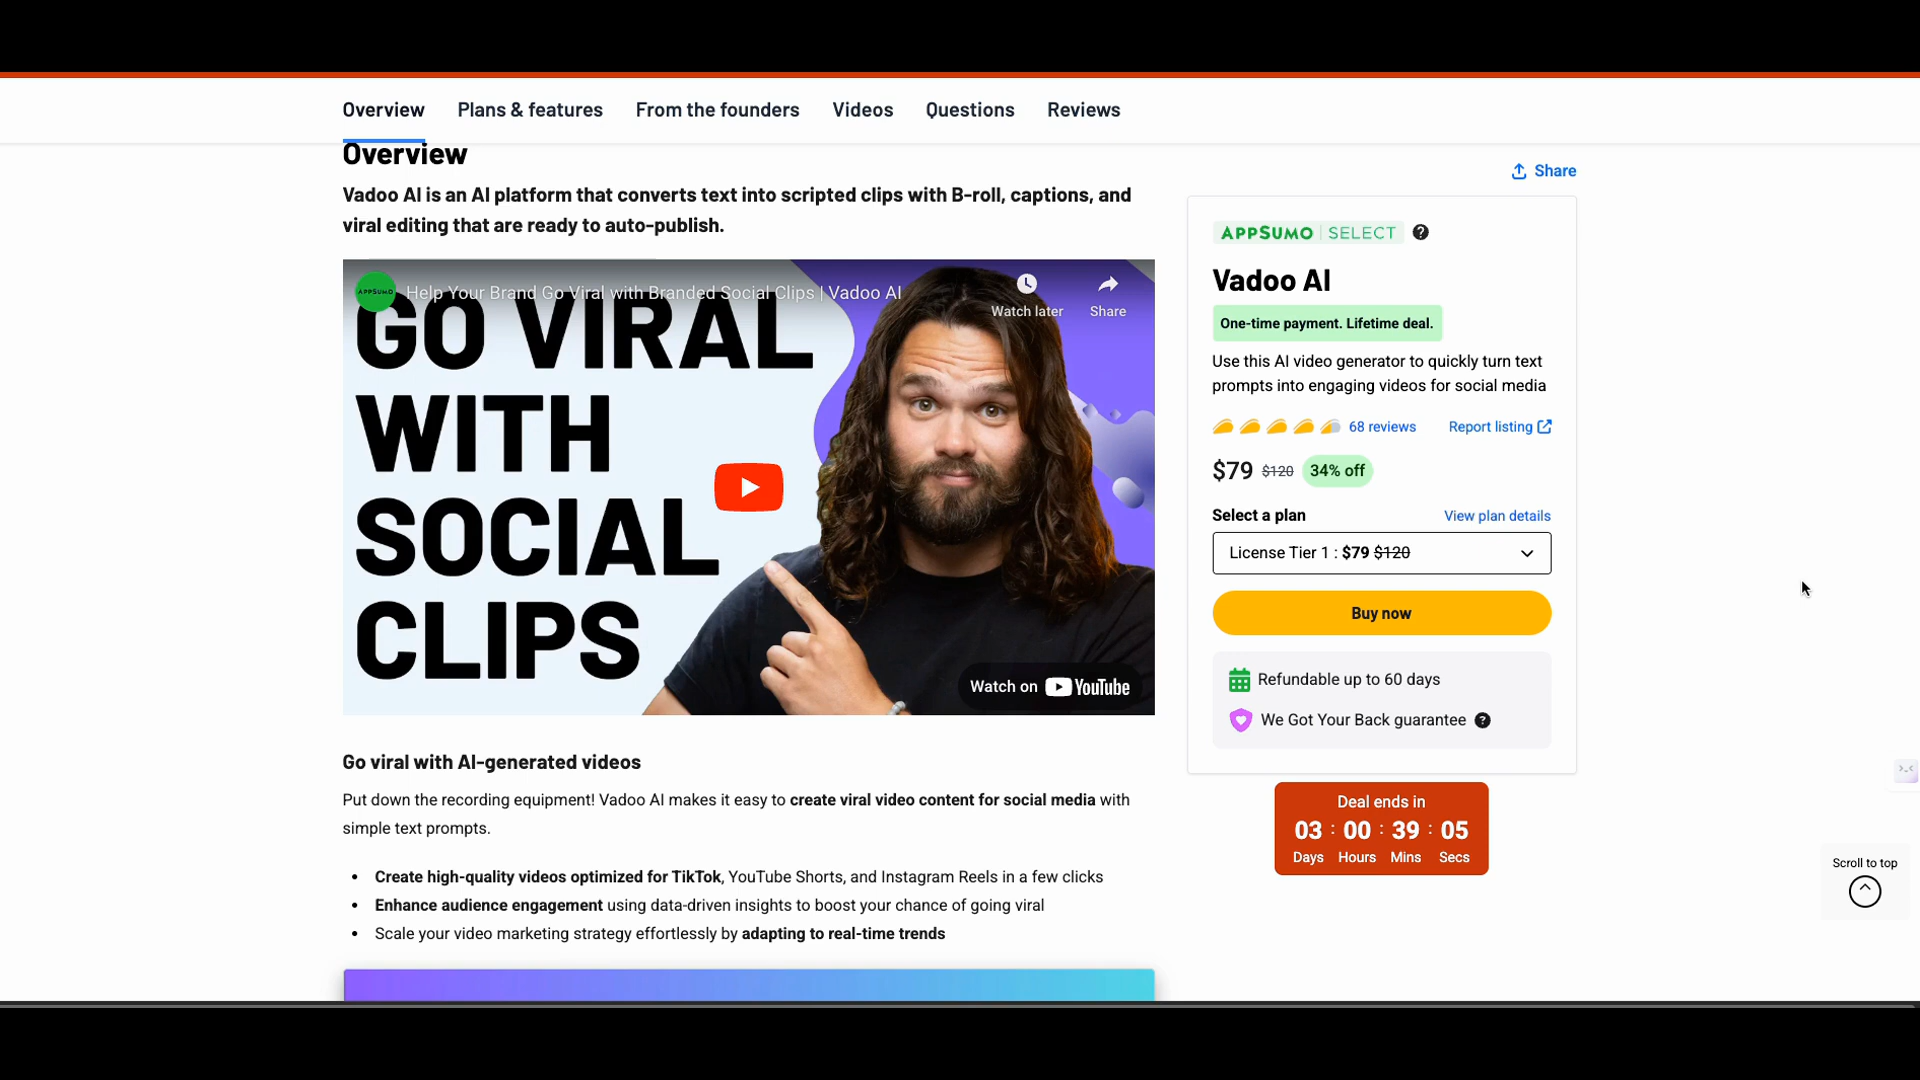 Overview Plans & features From the founders Videos Questions Reviews
Overview
Vadoo AI is an AI platform that converts text into scripted clips with B-roll, captions, and
viral editing that are ready to auto-publish.
APPSUMO
Help Your Brand Go Viral with Branded Social Clips | Vadoo AI
Watch later
Share
GO VIRAL
WITH
SOCIAL
CLIPS
Watch on YouTube
Go viral with AI-generated videos
Put down the recording equipment! Vadoo AI makes it easy to create viral video content for social media with
simple text prompts.
• Create high-quality videos optimized for TikTok, YouTube Shorts, and Instagram Reels in a few clicks
• Enhance audience engagement using data-driven insights to boost your chance of going viral
• Scale your video marketing strategy effortlessly by adapting to real-time trends
Share
APPSUMO | SELECT ?
Vadoo AI
One-time payment. Lifetime deal.
Use this AI video generator to quickly turn text
prompts into engaging videos for social media
68 reviews Report listing
$79 $120 34% off
Select a plan View plan details
License Tier 1 : $79 $120
Buy now
Refundable up to 60 days
We Got Your Back guarantee ?
Deal ends in
03 : 00 : 39 : 05
Days Hours Mins Secs
Scroll to top